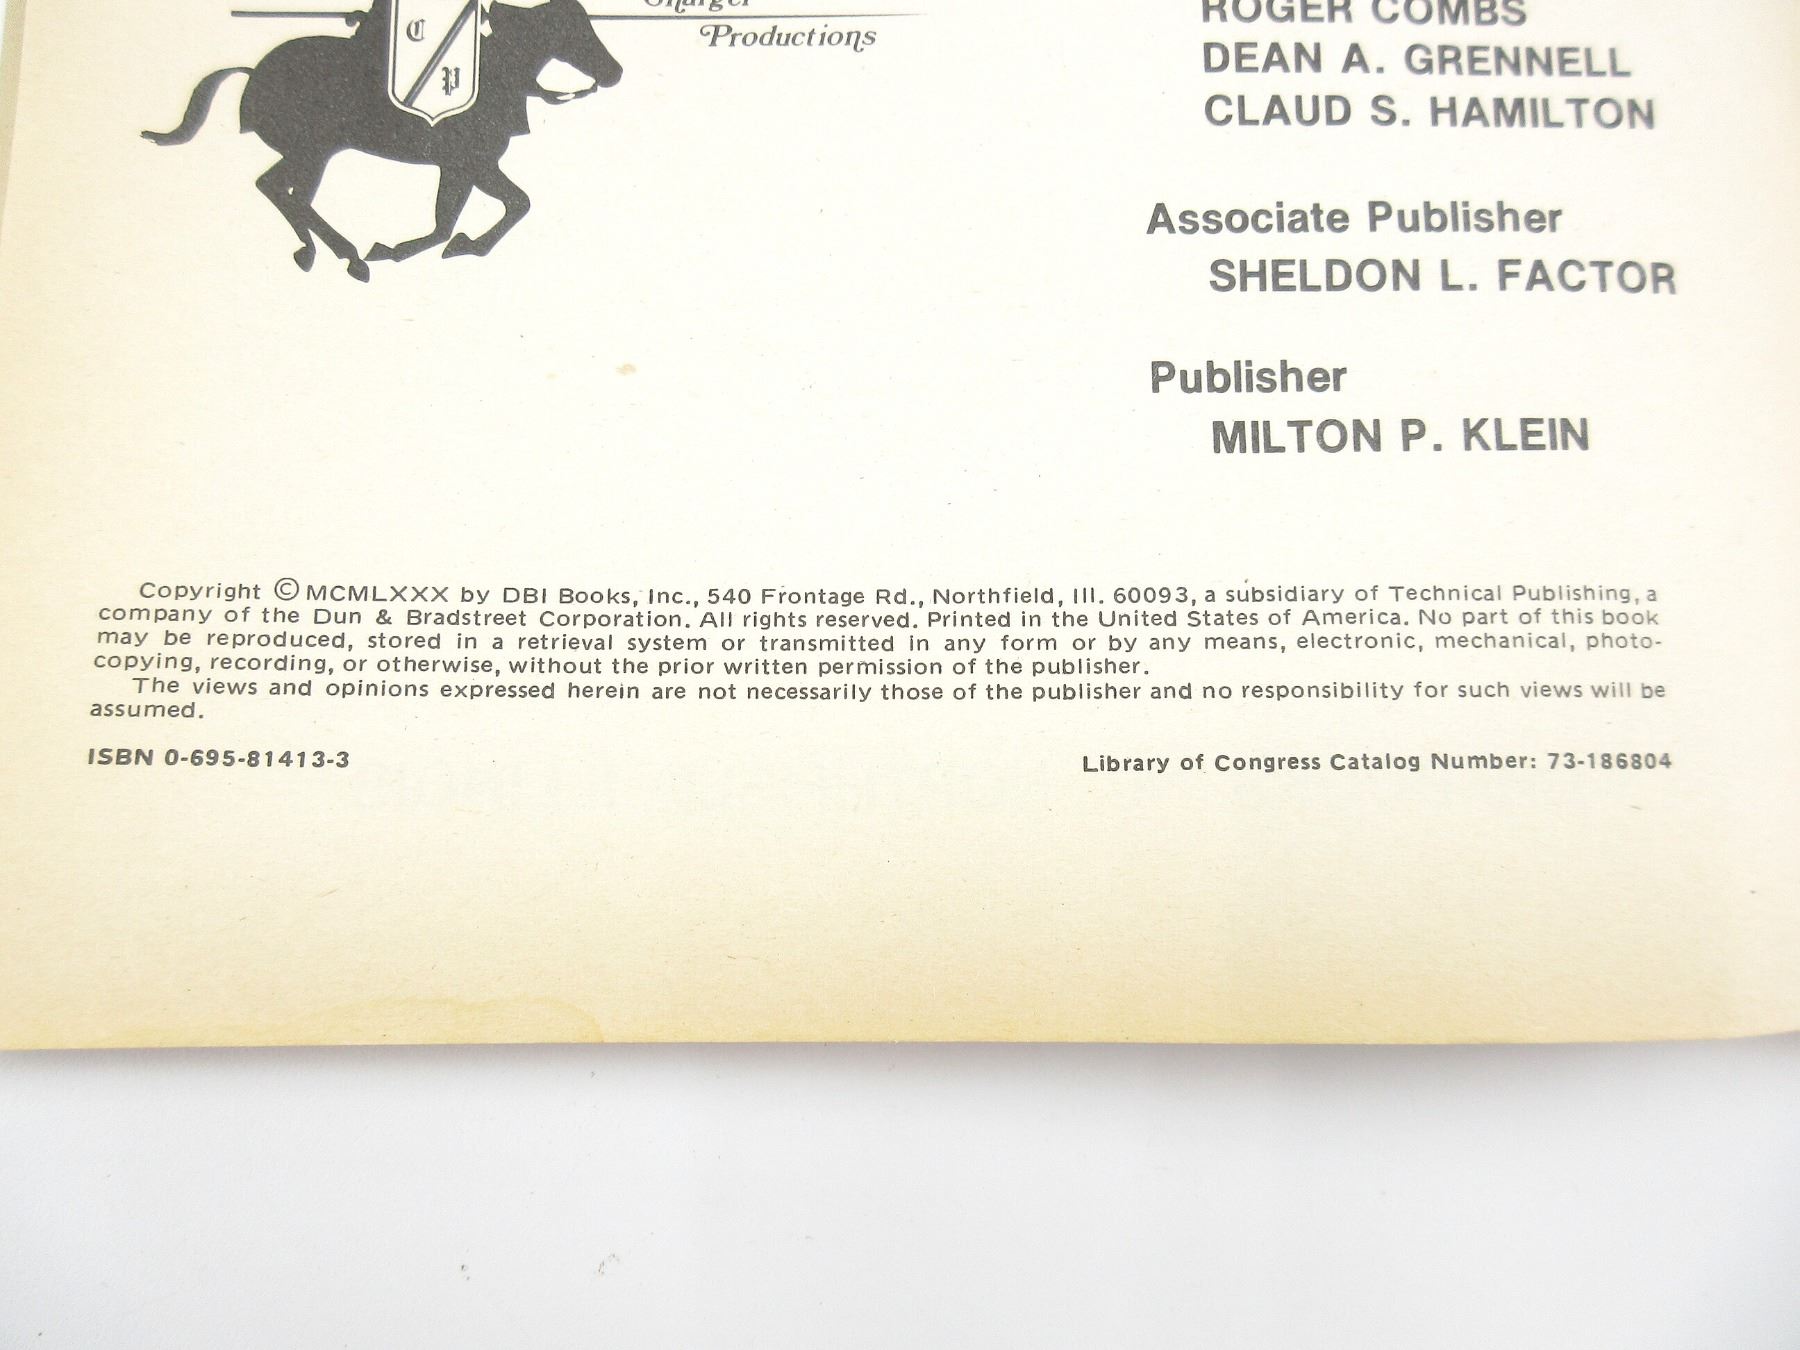 Charger
Productions
C
P
ROGER COMBS
DEAN A. GRENNELL
CLAUD S. HAMILTON
Associate Publisher
SHELDON L. FACTOR
Publisher
MILTON P. KLEIN
Copyright © MCMLXXX by DBI Books, Inc., 540 Frontage Rd., Northfield, Ill. 60093, a subsidiary of Technical Publishing, a
company of the Dun & Bradstreet Corporation. All rights reserved. Printed in the United States of America. No part of this book
may be reproduced, stored in a retrieval system or transmitted in any form or by any means, electronic, mechanical, photo-
copying, recording, or otherwise, without the prior written permission of the publisher.
The views and opinions expressed herein are not necessarily those of the publisher and no responsibility for such views will be
assumed.
ISBN 0-695-81413-3
Library of Congress Catalog Number: 73-186804